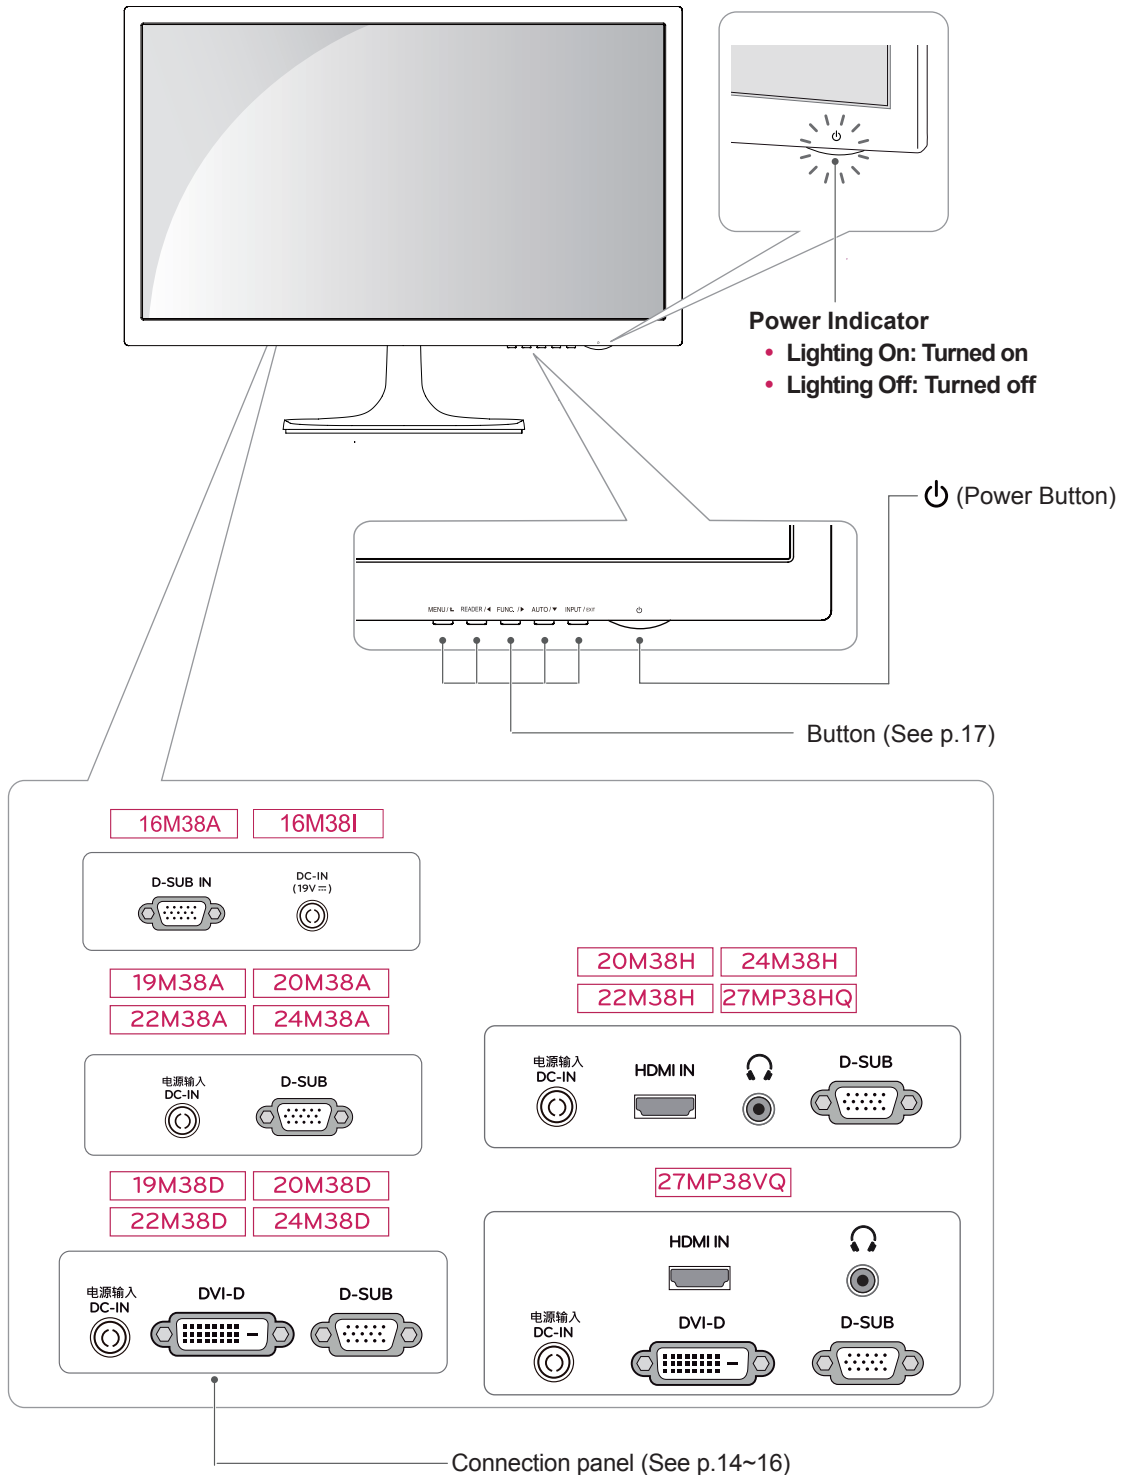 Power Indicator
• Lighting On: Turned on
• Lighting Off: Turned off
(Power Button)
MENU / READER / ◀ FUNC. / ▶ AUTO / ▼ INPUT / EXIT
Button (See p.17)
16M38A 16M38I
D-SUB IN
DC-IN
(19V ⎓)
19M38A 20M38A
22M38A 24M38A
电源输入
DC-IN
D-SUB
19M38D 20M38D
22M38D 24M38D
电源输入
DC-IN
DVI-D
D-SUB
20M38H 24M38H
22M38H 27MP38HQ
电源输入
DC-IN
HDMI IN
D-SUB
27MP38VQ
HDMI IN
电源输入
DC-IN
DVI-D
D-SUB
Connection panel (See p.14~16)